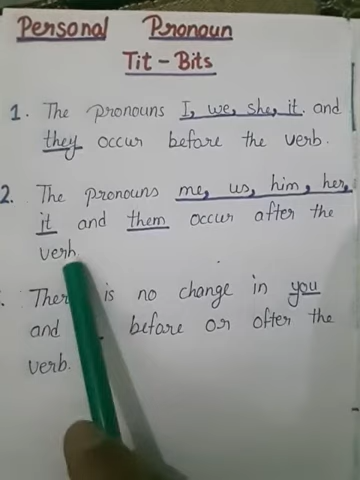 Personal Pronoun
Tit-Bits
1. The pronouns I, we, she, it. and
they occur before the verb.
2. The pronouns me, us, him, her,
it and them occur after the
verb
. Ther is no change in you
and before or ofter the
verb.